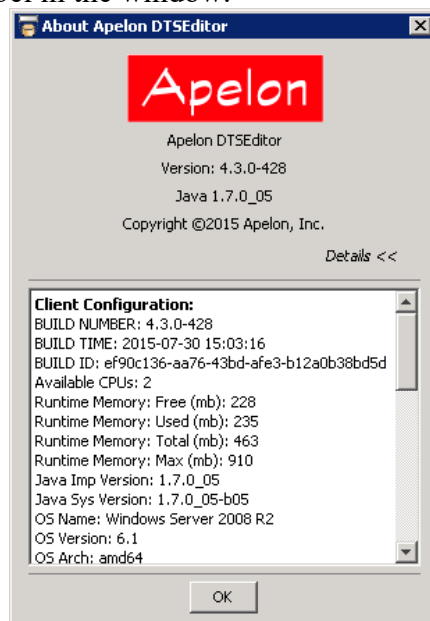 in the window.
About Apelon DTSEditor
Apelon
Apelon DTSEditor
Version: 4.3.0-428
Java 1.7.0_05
Copyright ©2015 Apelon, Inc.
Details <<
Client Configuration:
BUILD NUMBER: 4.3.0-428
BUILD TIME: 2015-07-30 15:03:16
BUILD ID: ef90c136-aa76-43bd-afe3-b12a0b38bd5d
Available CPUs: 2
Runtime Memory: Free (mb): 228
Runtime Memory: Used (mb): 235
Runtime Memory: Total (mb): 463
Runtime Memory: Max (mb): 910
Java Imp Version: 1.7.0_05
Java Sys Version: 1.7.0_05-b05
OS Name: Windows Server 2008 R2
OS Version: 6.1
OS Arch: amd64
OK